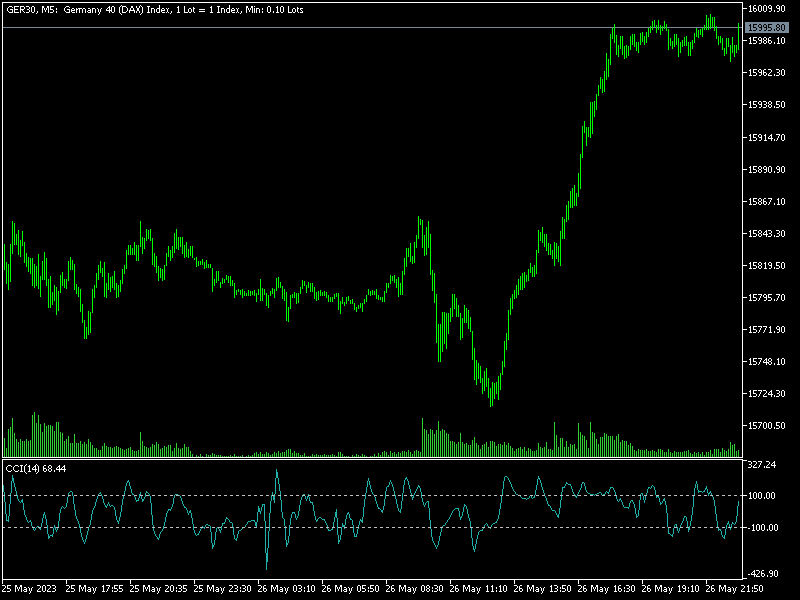 GER30, M5:  Germany 40 (DAX) Index, 1 Lot = 1 Index, Min: 0.10 Lots
16009.90
15995.80
15986.10
15962.30
15938.50
15914.70
15890.90
15867.10
15843.30
15819.50
15795.70
15771.90
15748.10
15724.30
15700.50
CCI(14) 68.44
327.24
100.00
-100.00
-426.90
25 May 2023
25 May 17:55
25 May 20:35
25 May 23:30
26 May 03:10
26 May 05:50
26 May 08:30
26 May 11:10
26 May 13:50
26 May 16:30
26 May 19:10
26 May 21:50